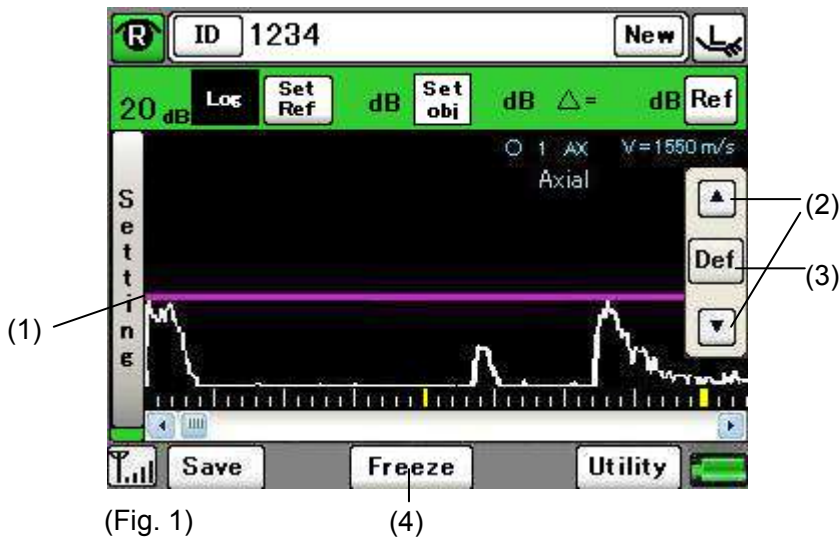 R ID 1234 New L
20 dB Log Set Ref dB Set obj dB △= dB Ref
○ 1 AX V=1550 m/s
Axial
Setting
▲
Def
▼
(1)
(2)
(3)
Save Freeze Utility
(Fig. 1) (4)